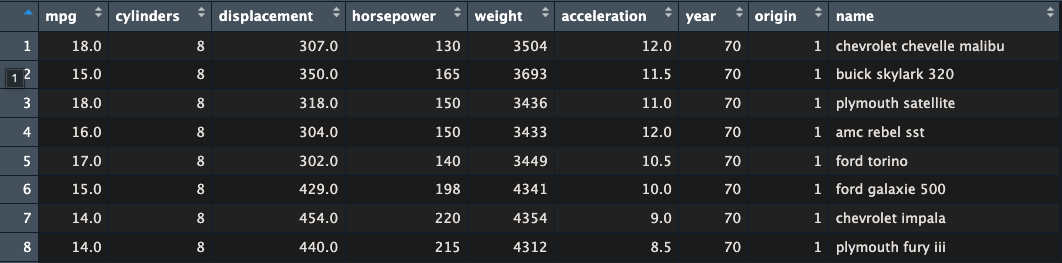 mpg cylinders displacement horsepower weight acceleration year origin name
1 18.0 8 307.0 130 3504 12.0 70 1 chevrolet chevelle malibu
1 2 15.0 8 350.0 165 3693 11.5 70 1 buick skylark 320
3 18.0 8 318.0 150 3436 11.0 70 1 plymouth satellite
4 16.0 8 304.0 150 3433 12.0 70 1 amc rebel sst
5 17.0 8 302.0 140 3449 10.5 70 1 ford torino
6 15.0 8 429.0 198 4341 10.0 70 1 ford galaxie 500
7 14.0 8 454.0 220 4354 9.0 70 1 chevrolet impala
8 14.0 8 440.0 215 4312 8.5 70 1 plymouth fury iii